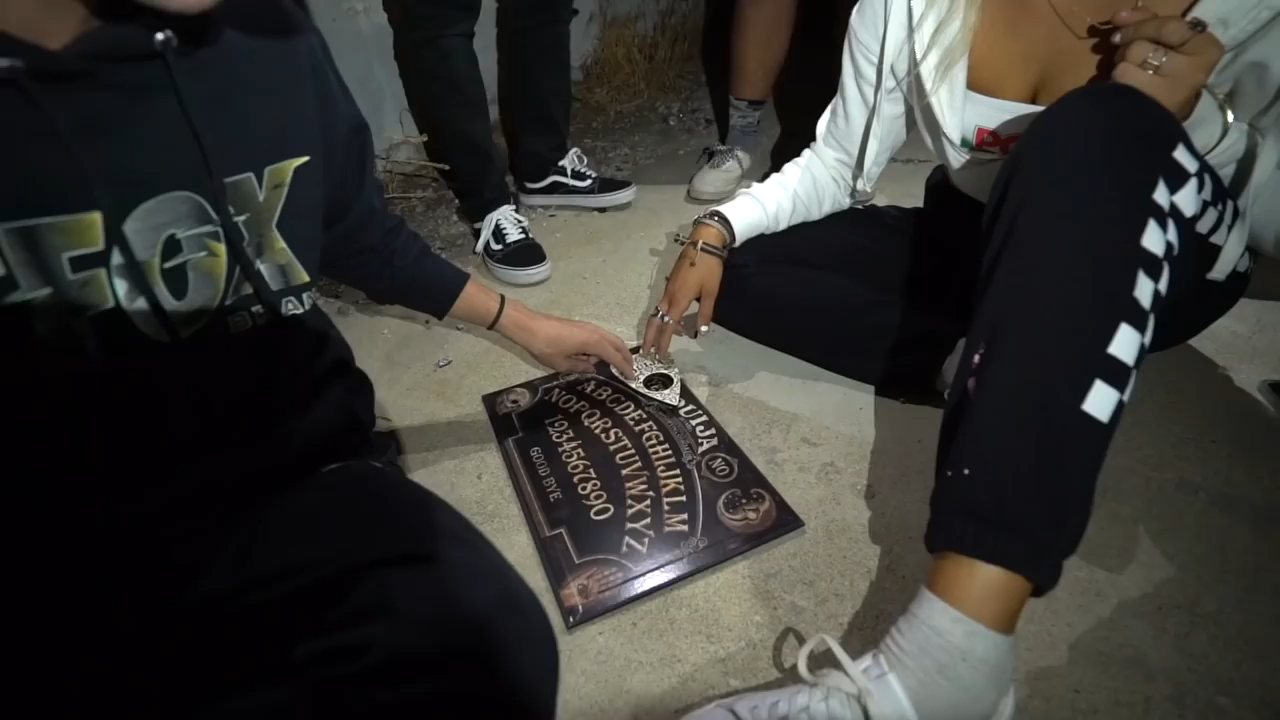 FOX
OUIJA
NO
ABCDEFGHIJKLM
NOPQRSTUVWXYZ
1234567890
GOOD BYE